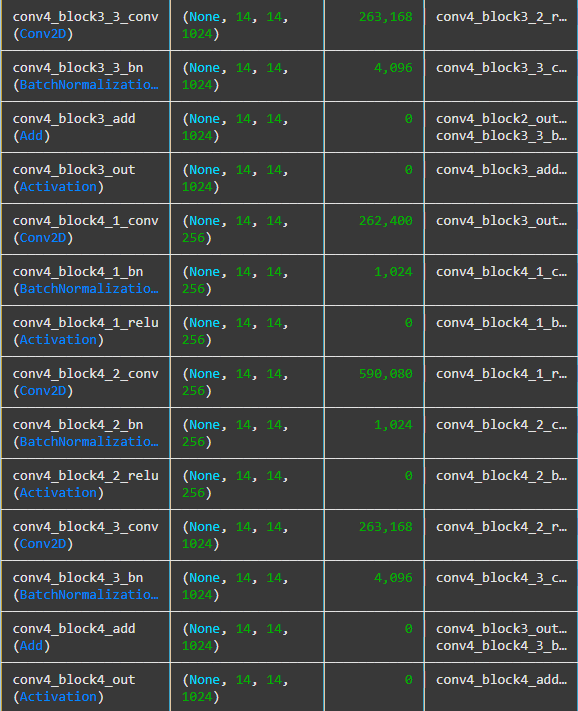 conv4_block3_3_conv (None, 14, 14, 263,168 conv4_block3_2_r…
(Conv2D) 1024)
conv4_block3_3_bn (None, 14, 14, 4,096 conv4_block3_3_c…
(BatchNormalizatio… 1024)
conv4_block3_add (None, 14, 14, 0 conv4_block2_out…
(Add) 1024) conv4_block3_3_b…
conv4_block3_out (None, 14, 14, 0 conv4_block3_add…
(Activation) 1024)
conv4_block4_1_conv (None, 14, 14, 262,400 conv4_block3_out…
(Conv2D) 256)
conv4_block4_1_bn (None, 14, 14, 1,024 conv4_block4_1_c…
(BatchNormalizatio… 256)
conv4_block4_1_relu (None, 14, 14, 0 conv4_block4_1_b…
(Activation) 256)
conv4_block4_2_conv (None, 14, 14, 590,080 conv4_block4_1_r…
(Conv2D) 256)
conv4_block4_2_bn (None, 14, 14, 1,024 conv4_block4_2_c…
(BatchNormalizatio… 256)
conv4_block4_2_relu (None, 14, 14, 0 conv4_block4_2_b…
(Activation) 256)
conv4_block4_3_conv (None, 14, 14, 263,168 conv4_block4_2_r…
(Conv2D) 1024)
conv4_block4_3_bn (None, 14, 14, 4,096 conv4_block4_3_c…
(BatchNormalizatio… 1024)
conv4_block4_add (None, 14, 14, 0 conv4_block3_out…
(Add) 1024) conv4_block4_3_b…
conv4_block4_out (None, 14, 14, 0 conv4_block4_add…
(Activation) 1024)